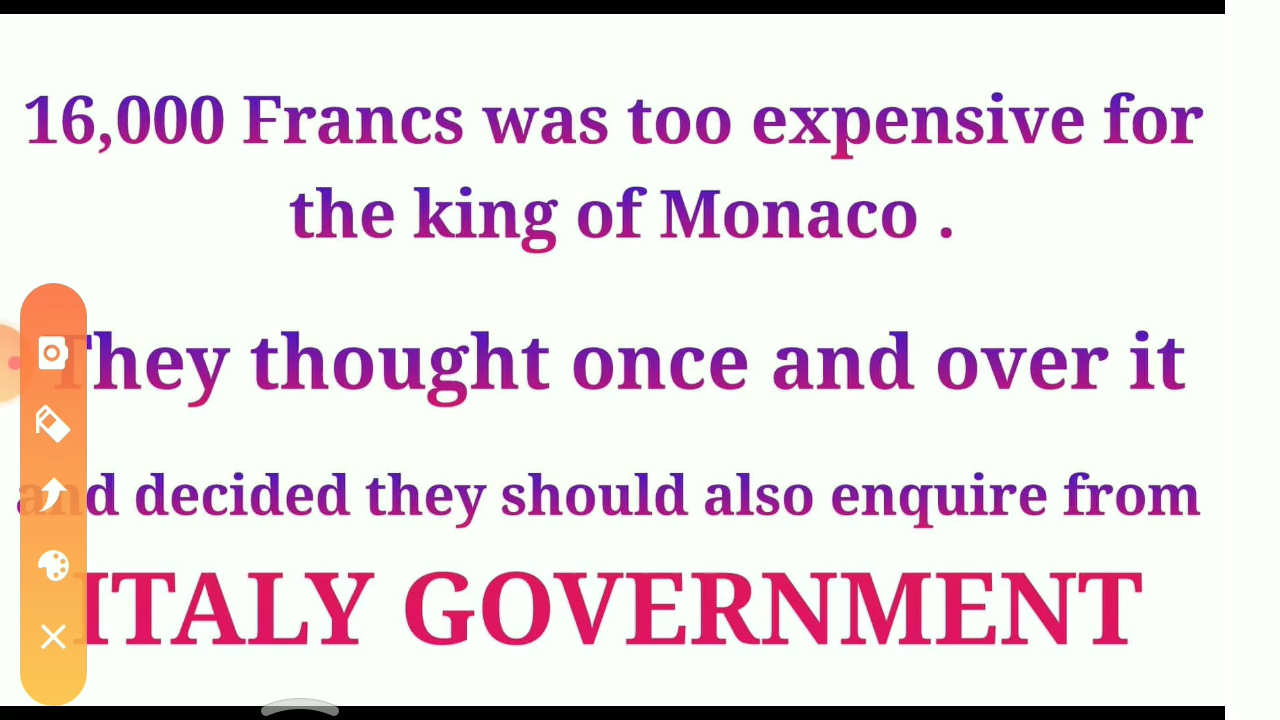 16,000 Francs was too expensive for
the king of Monaco .
They thought once and over it
and decided they should also enquire from
ITALY GOVERNMENT